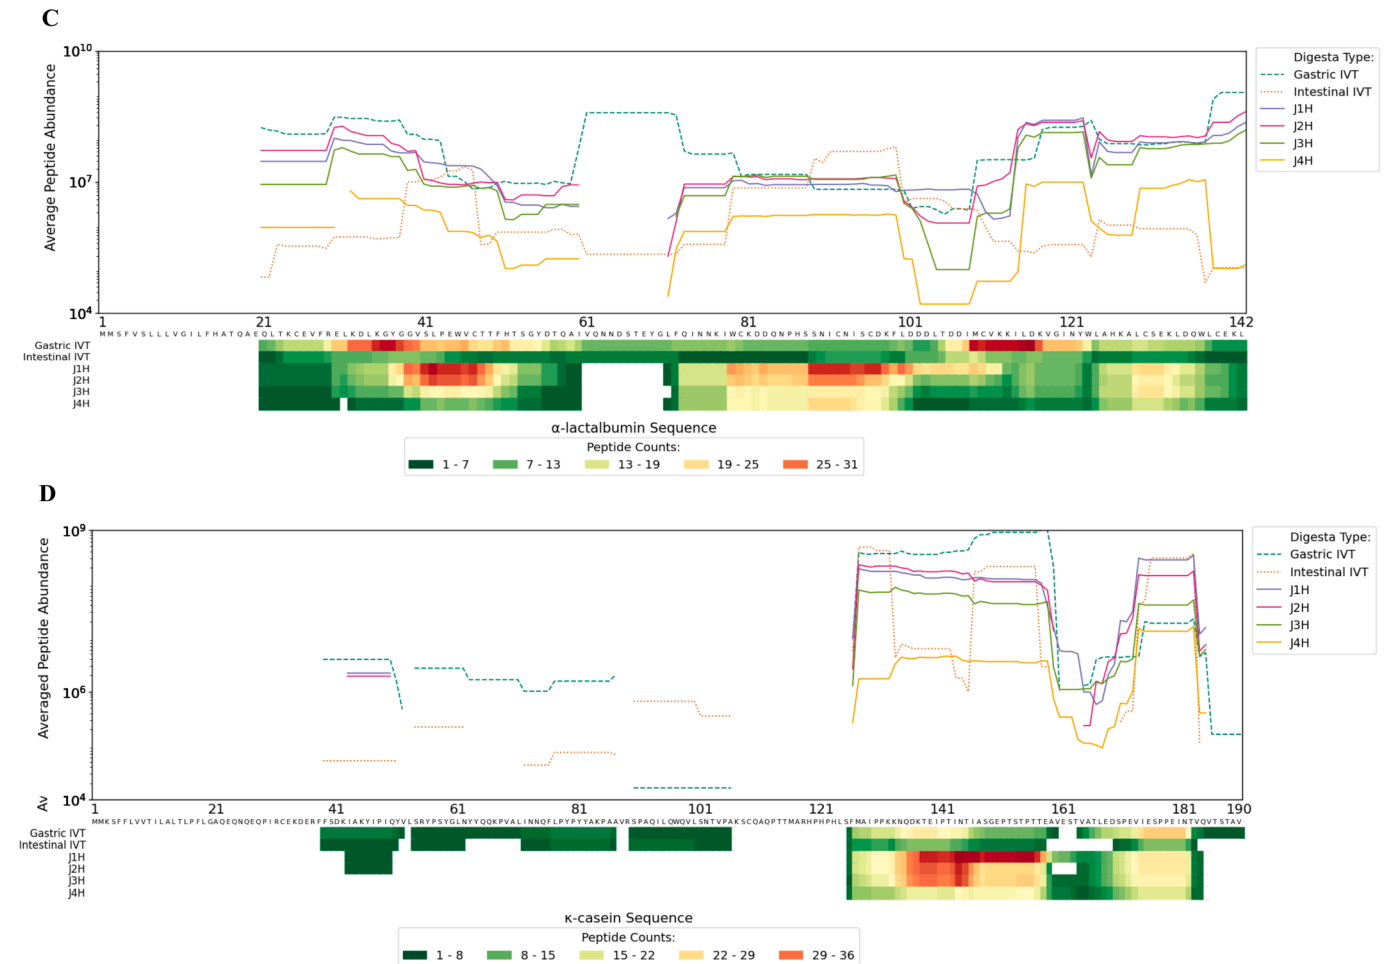 C
10^10
Average Peptide Abundance
10^7
10^4
Digesta Type:
Gastric IVT
Intestinal IVT
J1H
J2H
J3H
J4H
1 21 41 61 81 101 121 142
MMSFVSLLLVGILFHATQAEQLTKCEVFRELKDLKGYGGVSLPEWVCTTFHTSGYDTQAIVQNNDSTEYGLFQINNKIWCKDDQNPHSSNICNISCDKFLDDDLTDDIMCVKKILDKVGINYWLAHKALCSEKLDQWLCEKL
Gastric IVT
Intestinal IVT
J1H
J2H
J3H
J4H
α-lactalbumin Sequence
Peptide Counts:
1 - 7 7 - 13 13 - 19 19 - 25 25 - 31
D
10^9
Averaged Peptide Abundance
10^6
Av
10^4
Digesta Type:
Gastric IVT
Intestinal IVT
J1H
J2H
J3H
J4H
1 21 41 61 81 101 121 141 161 181 190
MMKSFFLVVTILALTLPFLGAQEQNQEQPIRCEKDERFFSDKIAKYIPIQYVLSRYPSYGLNYYQQKPVALINNQFLPYPYYAKPAAVRSPAQILQWQVLSNTVPAKSCQAQPTTMARHPHPHLSFMAIPPKKNQDKTEIPTINTIASGEPTSTPTTEAVESTVATLEDSPEVIESPPEINTVQVTSTAV
Gastric IVT
Intestinal IVT
J1H
J2H
J3H
J4H
κ-casein Sequence
Peptide Counts:
1 - 8 8 - 15 15 - 22 22 - 29 29 - 36